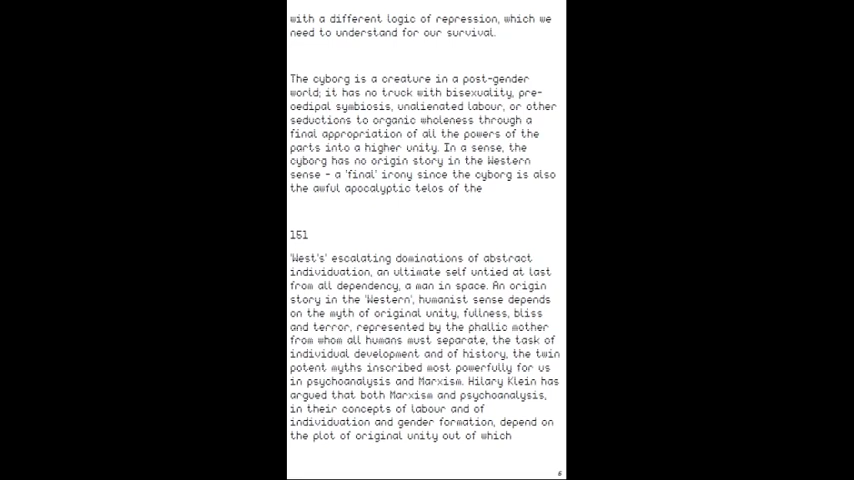 with a different logic of repression, which we
need to understand for our survival.
The cyborg is a creature in a post-gender
world; it has no truck with bisexuality, pre-
oedipal symbiosis, unalienated labour, or other
seductions to organic wholeness through a
final appropriation of all the powers of the
parts into a higher unity. In a sense, the
cyborg has no origin story in the Western
sense - a 'final' irony since the cyborg is also
the awful apocalyptic telos of the
151
'West's' escalating dominations of abstract
individuation, an ultimate self untied at last
from all dependency, a man in space. An origin
story in the 'Western', humanist sense depends
on the myth of original unity, fullness, bliss
and terror, represented by the phallic mother
from whom all humans must separate, the task of
individual development and of history, the twin
potent myths inscribed most powerfully for us
in psychoanalysis and Marxism. Hilary Klein has
argued that both Marxism and psychoanalysis,
in their concepts of labour and of
individuation and gender formation, depend on
the plot of original unity out of which
6